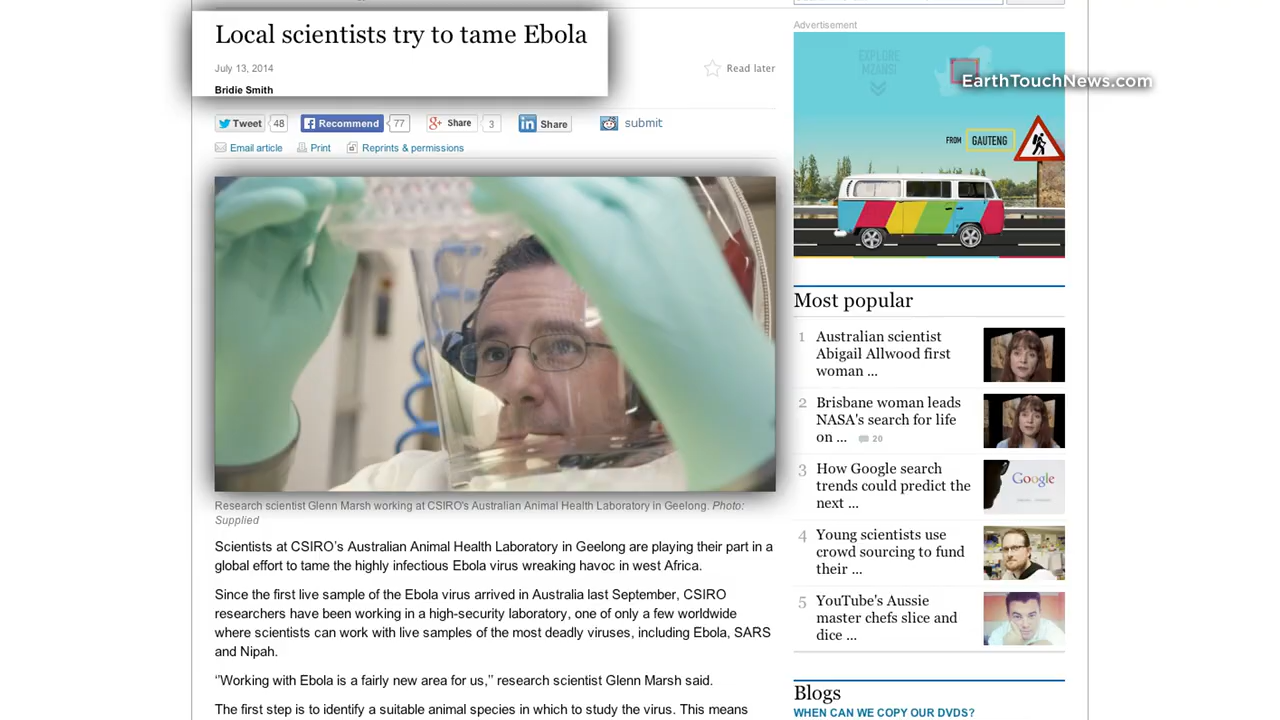 Local scientists try to tame Ebola
July 13, 2014
Read later
Bridie Smith
Tweet 48
Recommend 77
Share 3
Share
submit
Email article
Print
Reprints & permissions
Research scientist Glenn Marsh working at CSIRO's Australian Animal Health Laboratory in Geelong. Photo:
Supplied
Scientists at CSIRO's Australian Animal Health Laboratory in Geelong are playing their part in a
global effort to tame the highly infectious Ebola virus wreaking havoc in west Africa.
Since the first live sample of the Ebola virus arrived in Australia last September, CSIRO
researchers have been working in a high-security laboratory, one of only a few worldwide
where scientists can work with live samples of the most deadly viruses, including Ebola, SARS
and Nipah.
''Working with Ebola is a fairly new area for us,'' research scientist Glenn Marsh said.
The first step is to identify a suitable animal species in which to study the virus. This means
Advertisement
EXPLORE
MZANSI
EarthTouchNews.com
FROM GAUTENG
Most popular
1 Australian scientist
Abigail Allwood first
woman ...
2 Brisbane woman leads
NASA's search for life
on ... 20
3 How Google search
trends could predict the
next ...
Google
4 Young scientists use
crowd sourcing to fund
their ...
5 YouTube's Aussie
master chefs slice and
dice ...
Blogs
WHEN CAN WE COPY OUR DVDS?